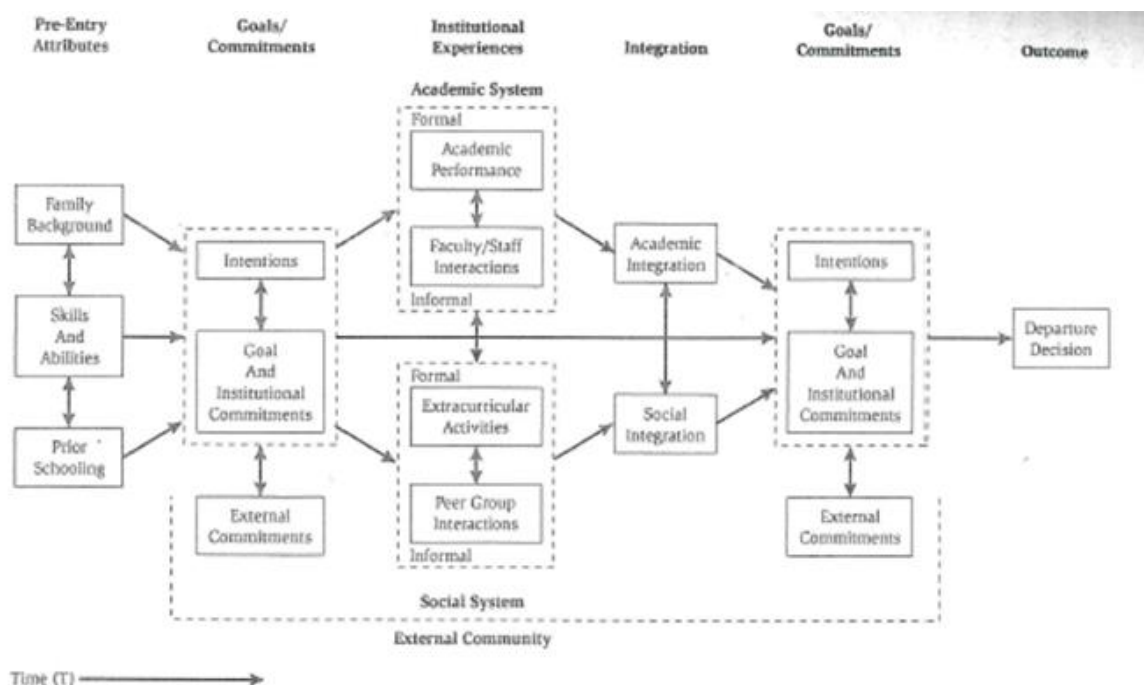 Pre-Entry
Attributes
Goals/
Commitments
Institutional
Experiences
Integration
Goals/
Commitments
Outcome
Academic System
Formal
Academic
Performance
Faculty/Staff
Interactions
Informal
Family
Background
Skills
And
Abilities
Prior
Schooling
Intentions
Goal
And
Institutional
Commitments
External
Commitments
Formal
Extracurricular
Activities
Peer Group
Interactions
Informal
Social System
Academic
Integration
Social
Integration
Intentions
Goal
And
Institutional
Commitments
External
Commitments
Departure
Decision
External Community
Time (T)